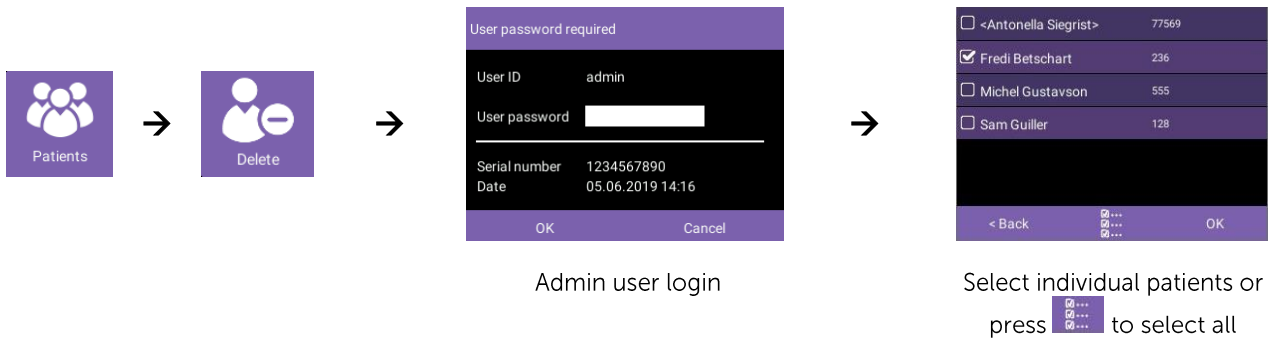 Patients
Delete
User password required
User ID admin
User password
Serial number 1234567890
Date 05.06.2019 14:16
OK Cancel
Admin user login
<Antonella Siegrist> 77569
Fredi Betschart 236
Michel Gustavson 555
Sam Guiller 128
< Back OK
Select individual patients or
press to select all